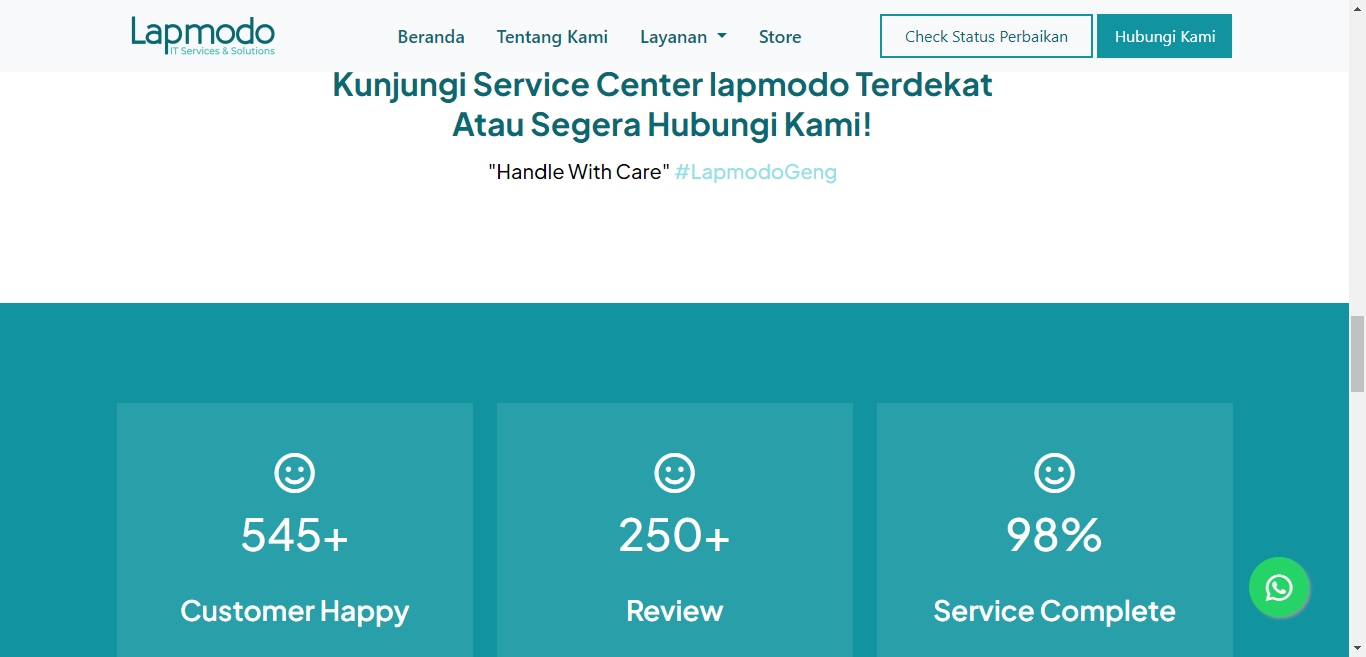 Lapmodo
IT Services & Solutions
Beranda
Tentang Kami
Layanan
Store
Check Status Perbaikan
Hubungi Kami
Kunjungi Service Center lapmodo Terdekat
Atau Segera Hubungi Kami!
"Handle With Care" #LapmodoGeng
545+
Customer Happy
250+
Review
98%
Service Complete